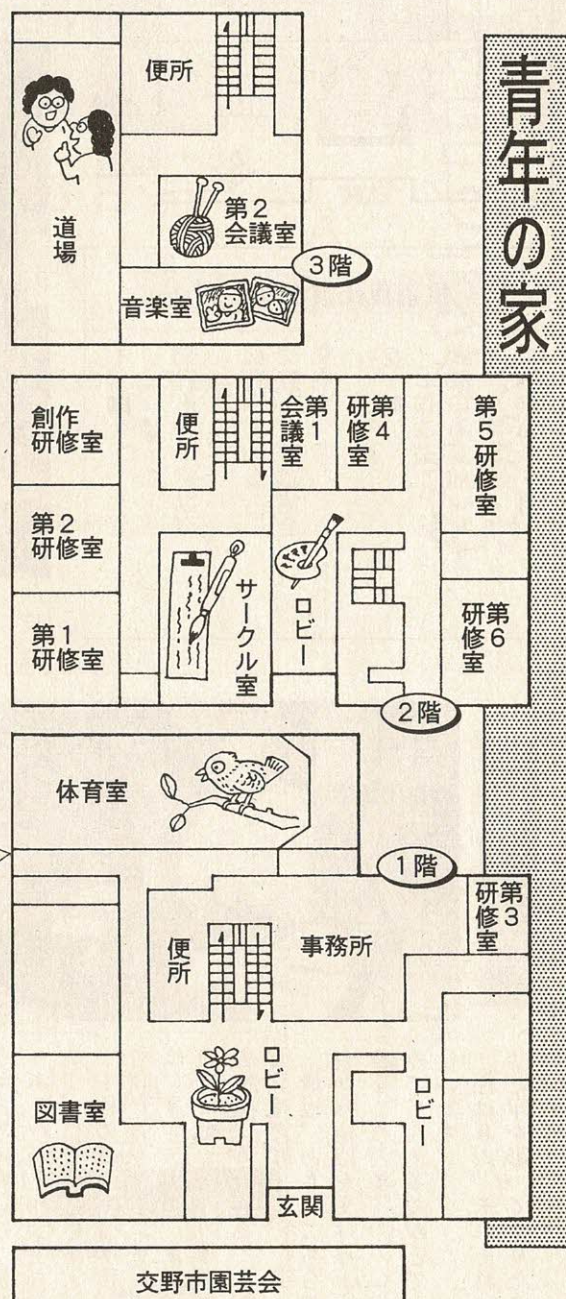 青年の家
便所
道場
第2
会議室
3階
音楽室
創作
研修室
便所
第1
会議室
第4
研修室
第5研修室
第2
研修室
サークル室
ロビー
第1
研修室
第6
研修室
2階
体育室
1階
第3
研修室
便所
事務所
ロビー
ロビー
図書室
玄関
交野市園芸会